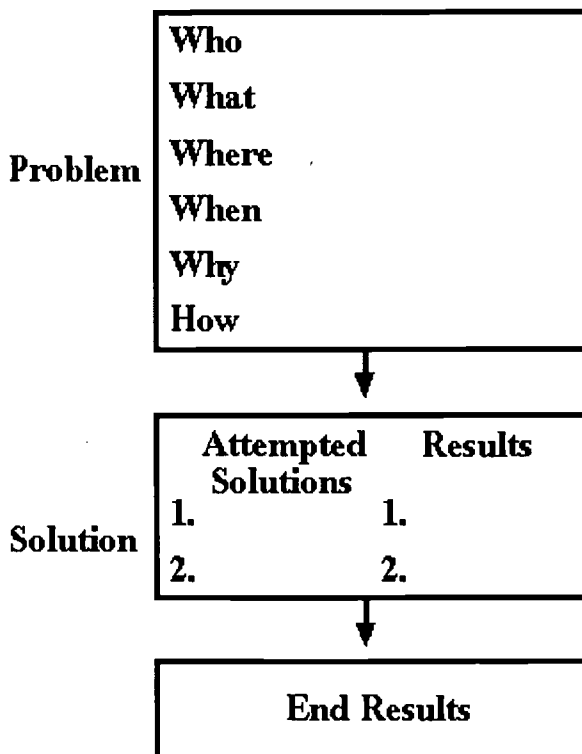 Problem
Who
What
Where
When
Why
How
Solution
Attempted Results
Solutions
1. 1.
2. 2.
End Results